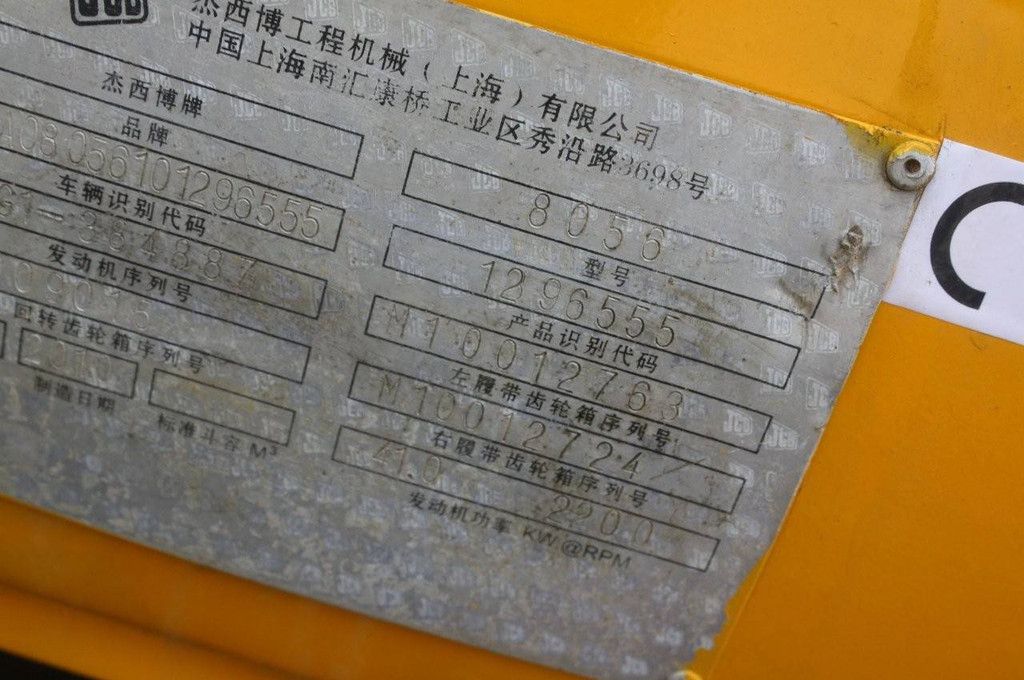 JCB
杰西博工程机械(上海)有限公司
中国上海南汇康桥工业区秀沿路3698号
杰西博牌
品牌
08056101296555
车辆识别代码
发动机序列号
09015
回转齿轮箱序列号
2010
制造日期
标准斗容 M³
8056
型号
1296555
产品识别代码
M10012763
左履带齿轮箱序列号
M10012724
右履带齿轮箱序列号
41.0 2200
发动机功率 KW @RPM
C